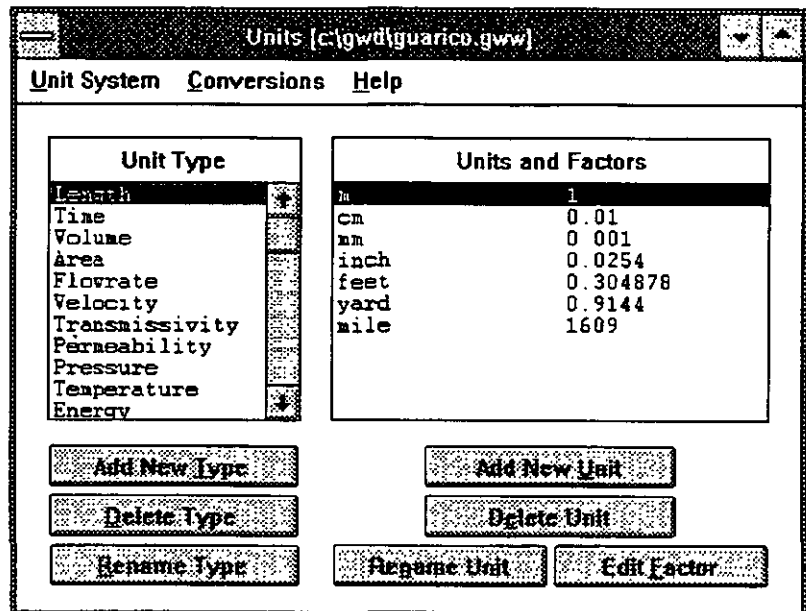 Units [c:\gwd\guarico.gww]
Unit System Conversions Help
Unit Type
Length
Time
Volume
Area
Flowrate
Velocity
Transmissivity
Permeability
Pressure
Temperature
Energy
Units and Factors
m 1
cm 0.01
mm 0 001
inch 0.0254
feet 0.304878
yard 0.9144
mile 1609
Add New Type
Delete Type
Rename Type
Add New Unit
Delete Unit
Rename Unit Edit Factor